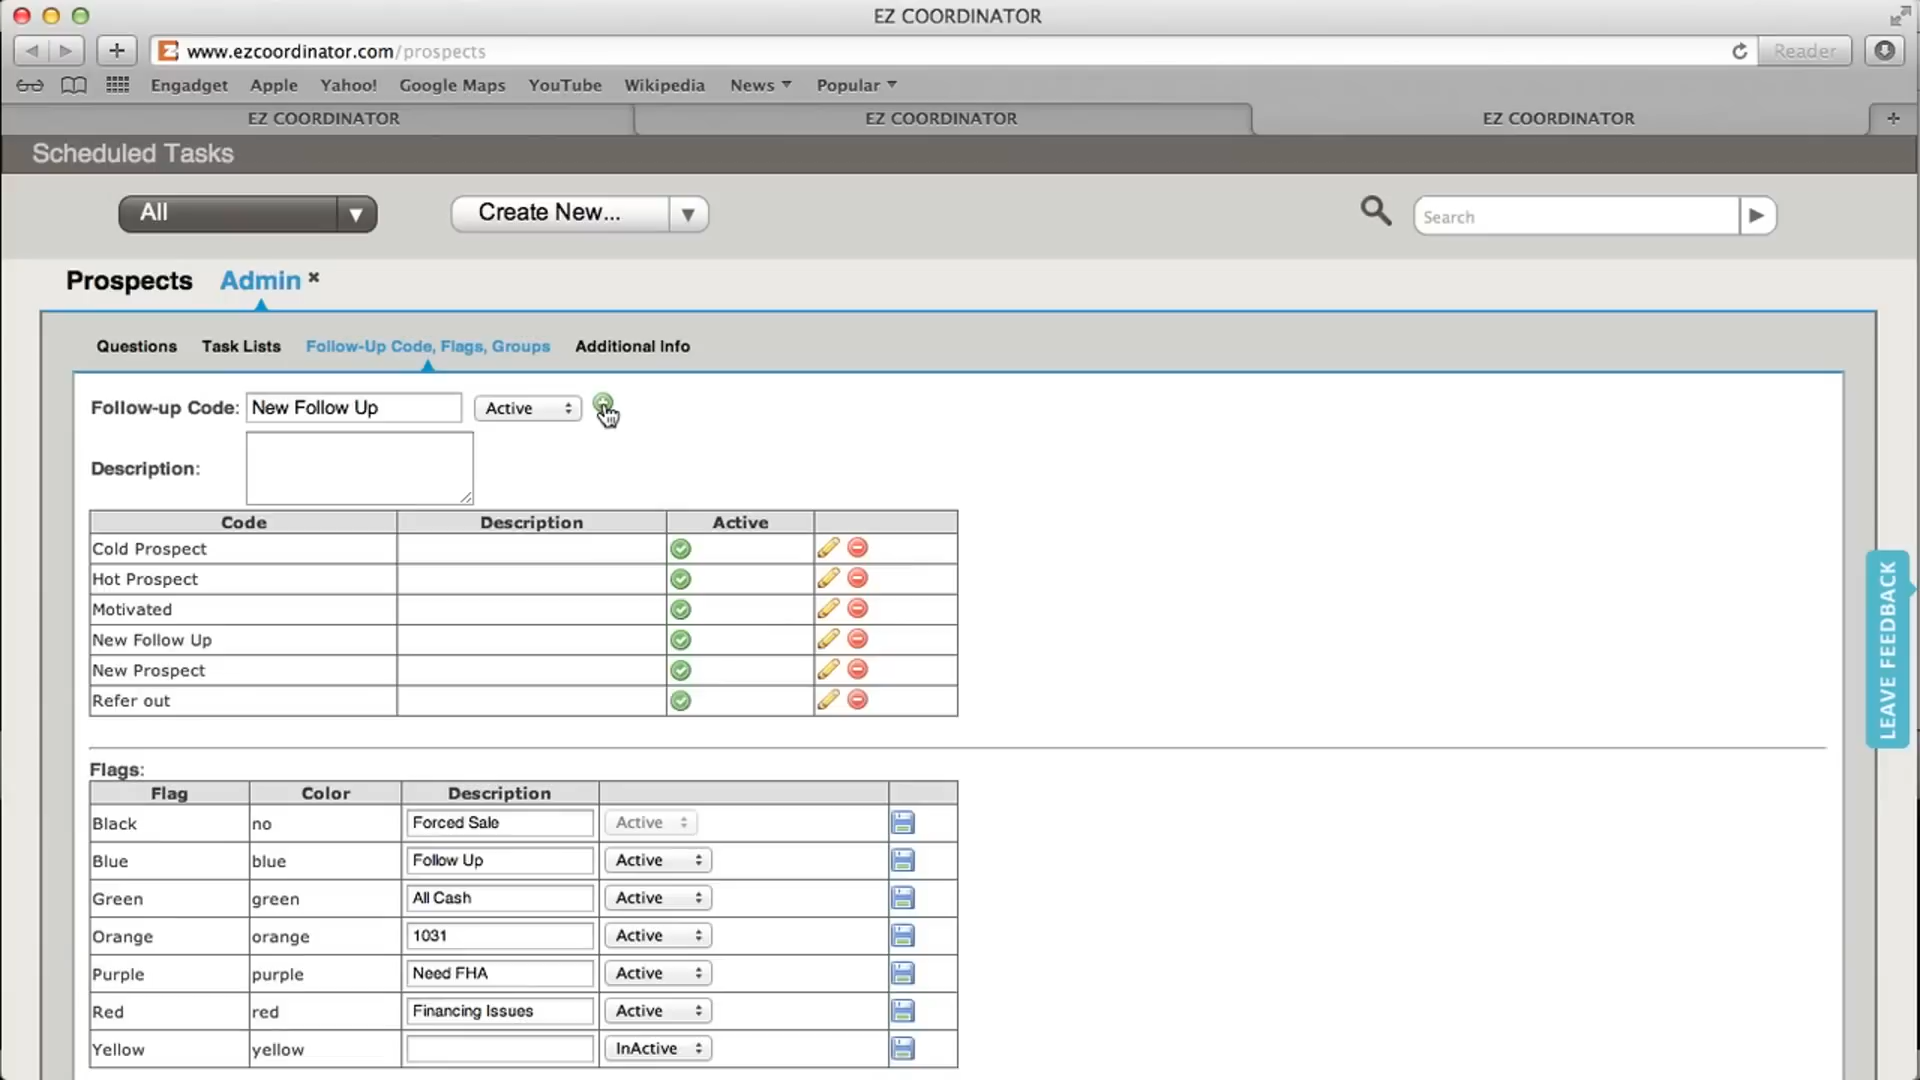 EZ COORDINATOR
www.ezcoordinator.com/prospects
Reader
Engadget Apple Yahoo! Google Maps YouTube Wikipedia News Popular
EZ COORDINATOR EZ COORDINATOR EZ COORDINATOR
Scheduled Tasks
All Create New... Search
Prospects Admin
Questions Task Lists Follow-Up Code, Flags, Groups Additional Info
Follow-up Code: New Follow Up Active
Description:
Code Description Active
Cold Prospect
Hot Prospect
Motivated
New Follow Up
New Prospect
Refer out
LEAVE FEEDBACK
Flags:
Flag Color Description
Black no Forced Sale Active
Blue blue Follow Up Active
Green green All Cash Active
Orange orange 1031 Active
Purple purple Need FHA Active
Red red Financing Issues Active
Yellow yellow InActive